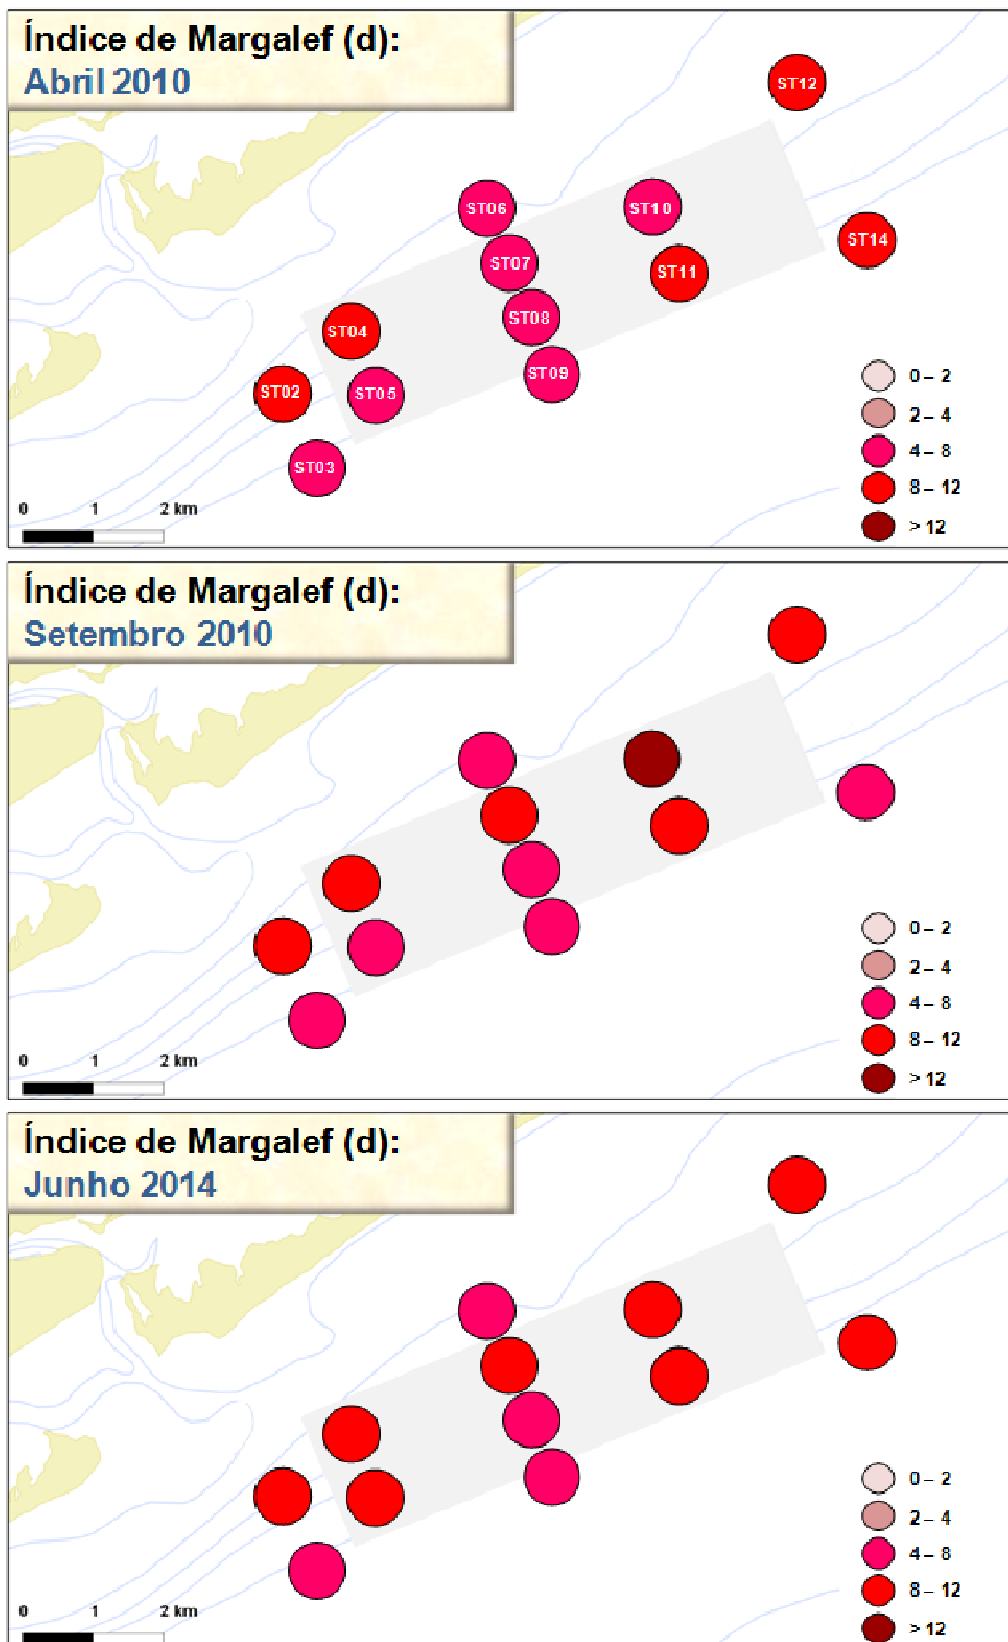 Índice de Margalef (d):
Abril 2010
ST12
ST06
ST10
ST14
ST07
ST11
ST08
ST04
ST09
ST02
ST05
ST03
0 – 2
2 – 4
4 – 8
8 – 12
> 12
0 1 2 km
Índice de Margalef (d):
Setembro 2010
0 – 2
2 – 4
4 – 8
8 – 12
> 12
0 1 2 km
Índice de Margalef (d):
Junho 2014
0 – 2
2 – 4
4 – 8
8 – 12
> 12
0 1 2 km